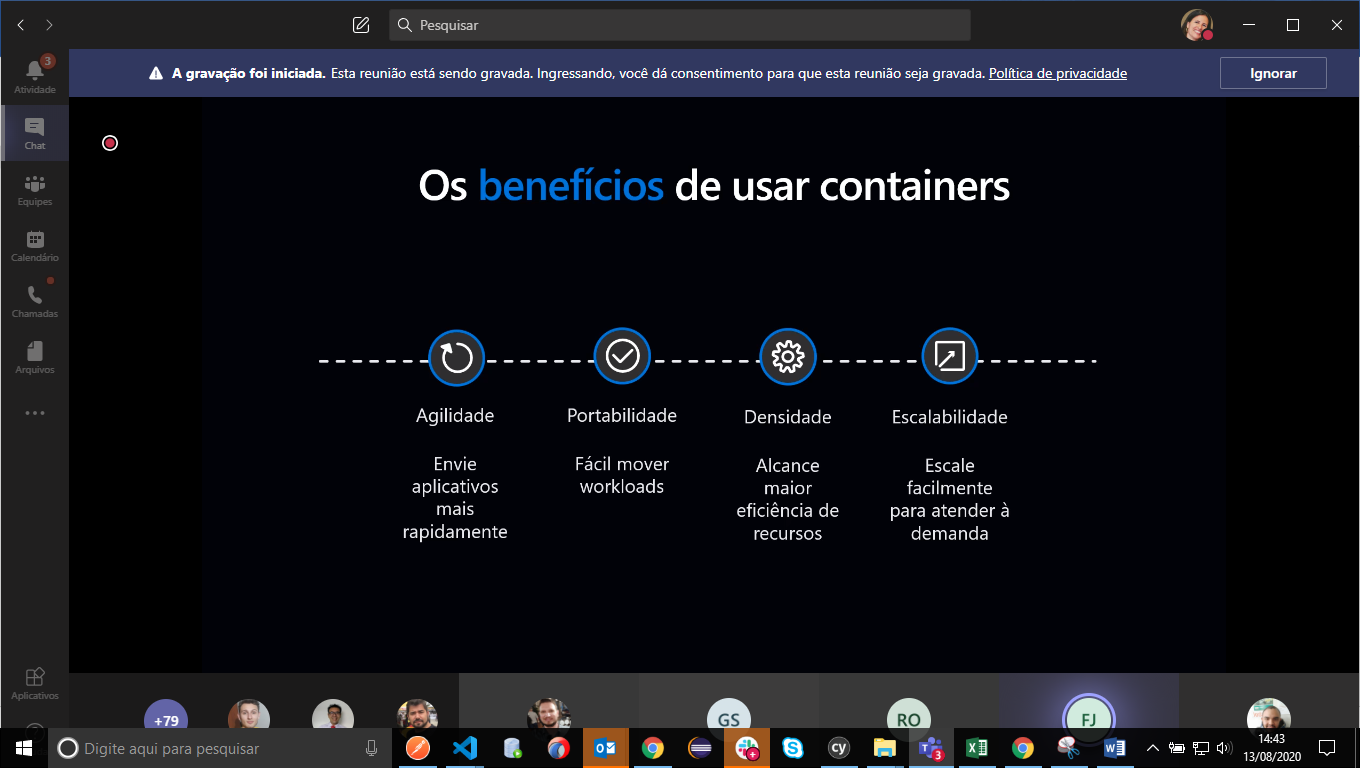 Pesquisar
3
Atividade
Chat
Equipes
Calendário
Chamadas
Arquivos
Aplicativos
A gravação foi iniciada. Esta reunião está sendo gravada. Ingressando, você dá consentimento para que esta reunião seja gravada. Política de privacidade
Ignorar
Os benefícios de usar containers
Agilidade
Envie
aplicativos
mais
rapidamente
Portabilidade
Fácil mover
workloads
Densidade
Alcance
maior
eficiência de
recursos
Escalabilidade
Escale
facilmente
para atender à
demanda
+79
GS
RO
FJ
Digite aqui para pesquisar
cy
3
14:43
13/08/2020